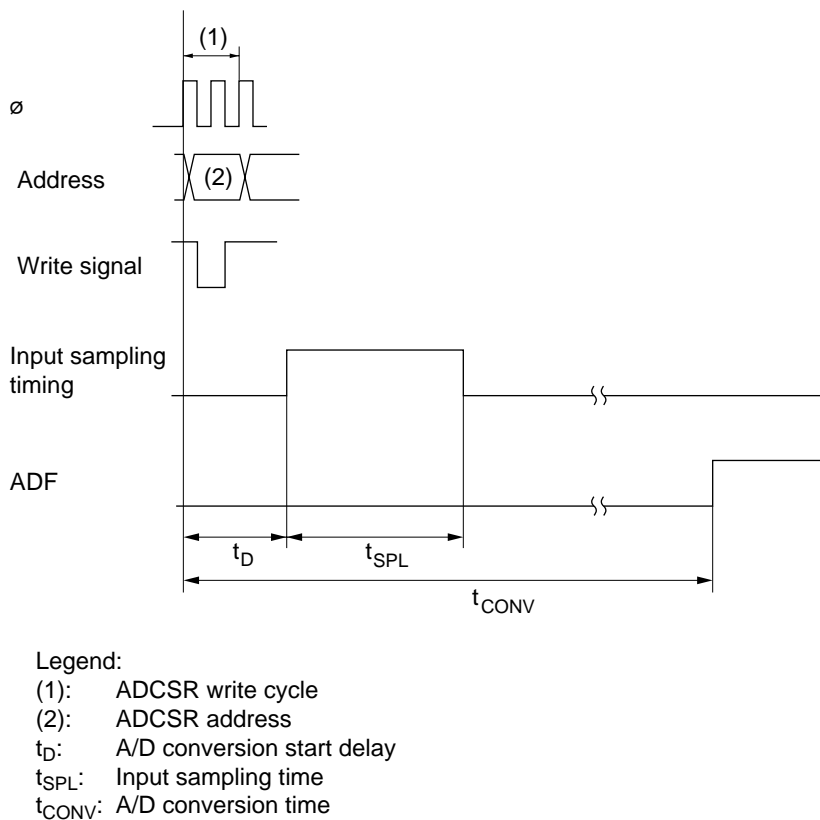 (1)
ø
Address
(2)
Write signal
Input sampling
timing
ADF
tD
tSPL
tCONV
Legend:
(1): ADCSR write cycle
(2): ADCSR address
tD: A/D conversion start delay
tSPL: Input sampling time
tCONV: A/D conversion time